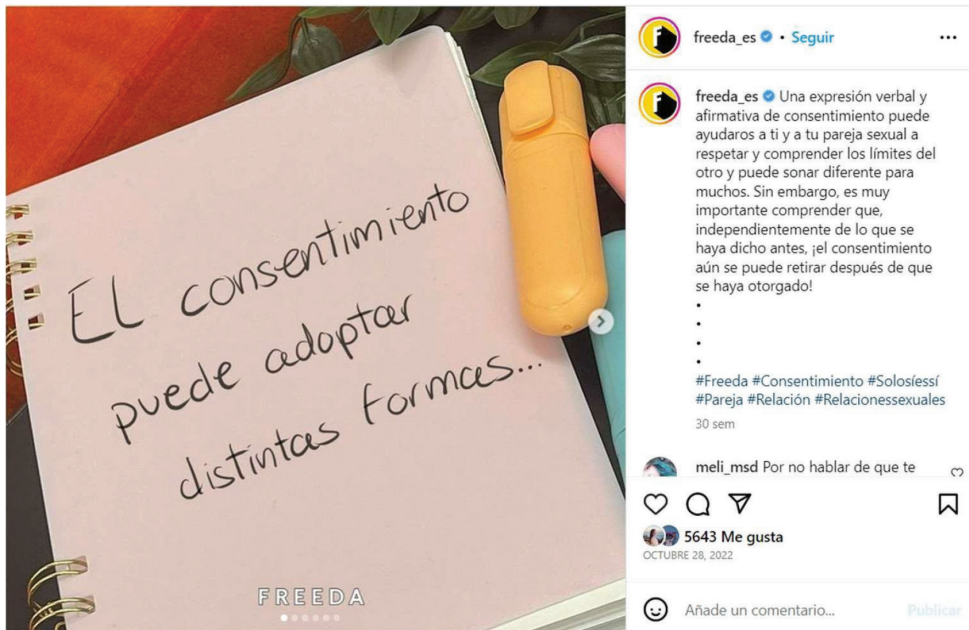 El consentimiento
puede adoptar
distintas formas...
FREEDA
freeda_es • Seguir
freeda_es Una expresión verbal y
afirmativa de consentimiento puede
ayudaros a ti y a tu pareja sexual a
respetar y comprender los límites del
otro y puede sonar diferente para
muchos. Sin embargo, es muy
importante comprender que,
independientemente de lo que se
haya dicho antes, ¡el consentimiento
aún se puede retirar después de que
se haya otorgado!
•
•
•
•
#Freeda #Consentimiento #Solosíessí
#Pareja #Relación #Relacionessexuales
30 sem
meli_msd Por no hablar de que te
5643 Me gusta
OCTUBRE 28, 2022
Añade un comentario...
Publicar